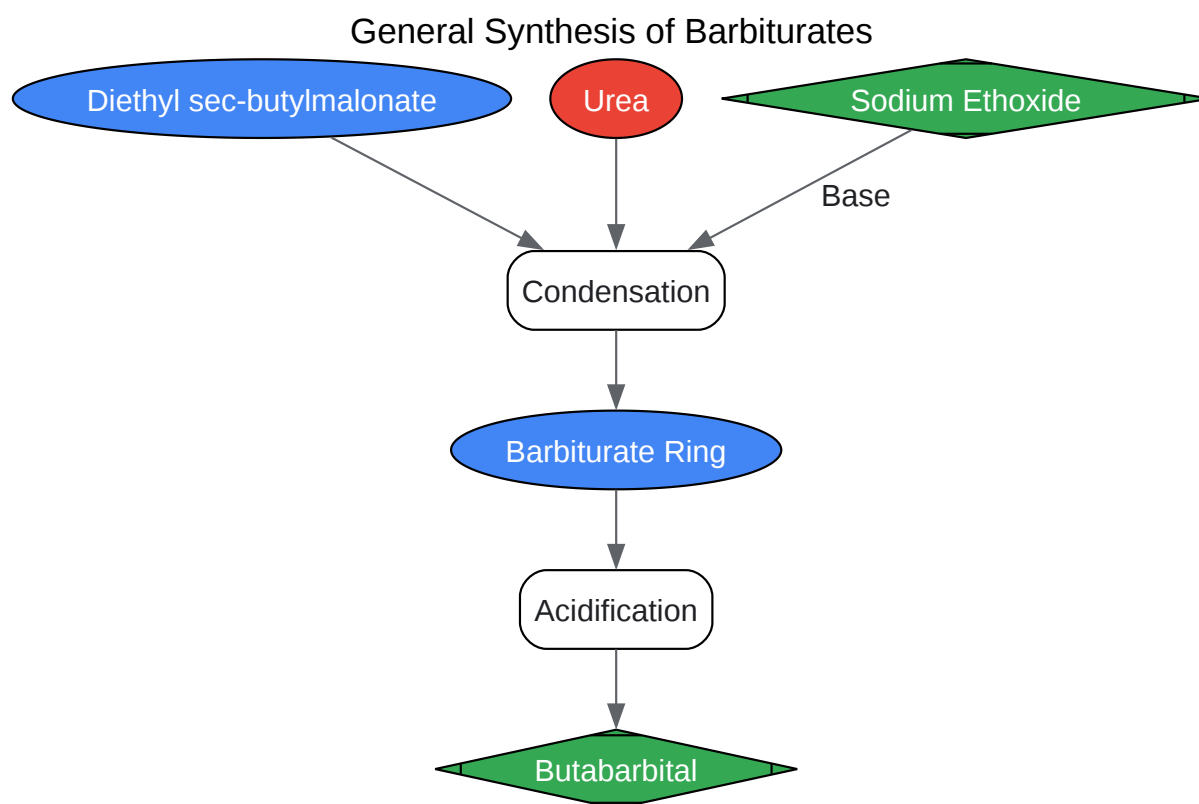 General Synthesis of Barbiturates
Diethyl sec-butylmalonate
Urea
Sodium Ethoxide
Base
Condensation
Barbiturate Ring
Acidification
Butabarbital